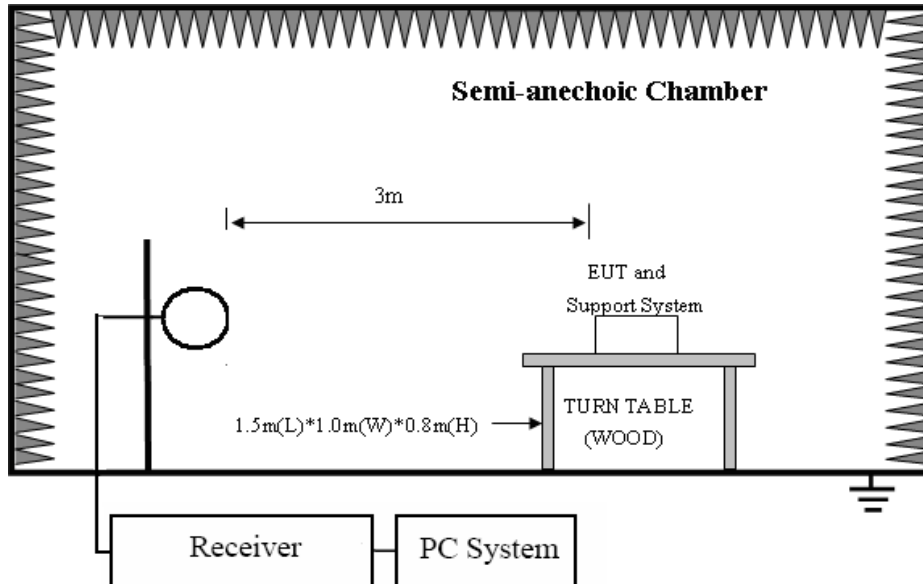 Semi-anechoic Chamber
3m
EUT and
Support System
1.5m(L)*1.0m(W)*0.8m(H)
TURN TABLE
(WOOD)
Receiver
PC System